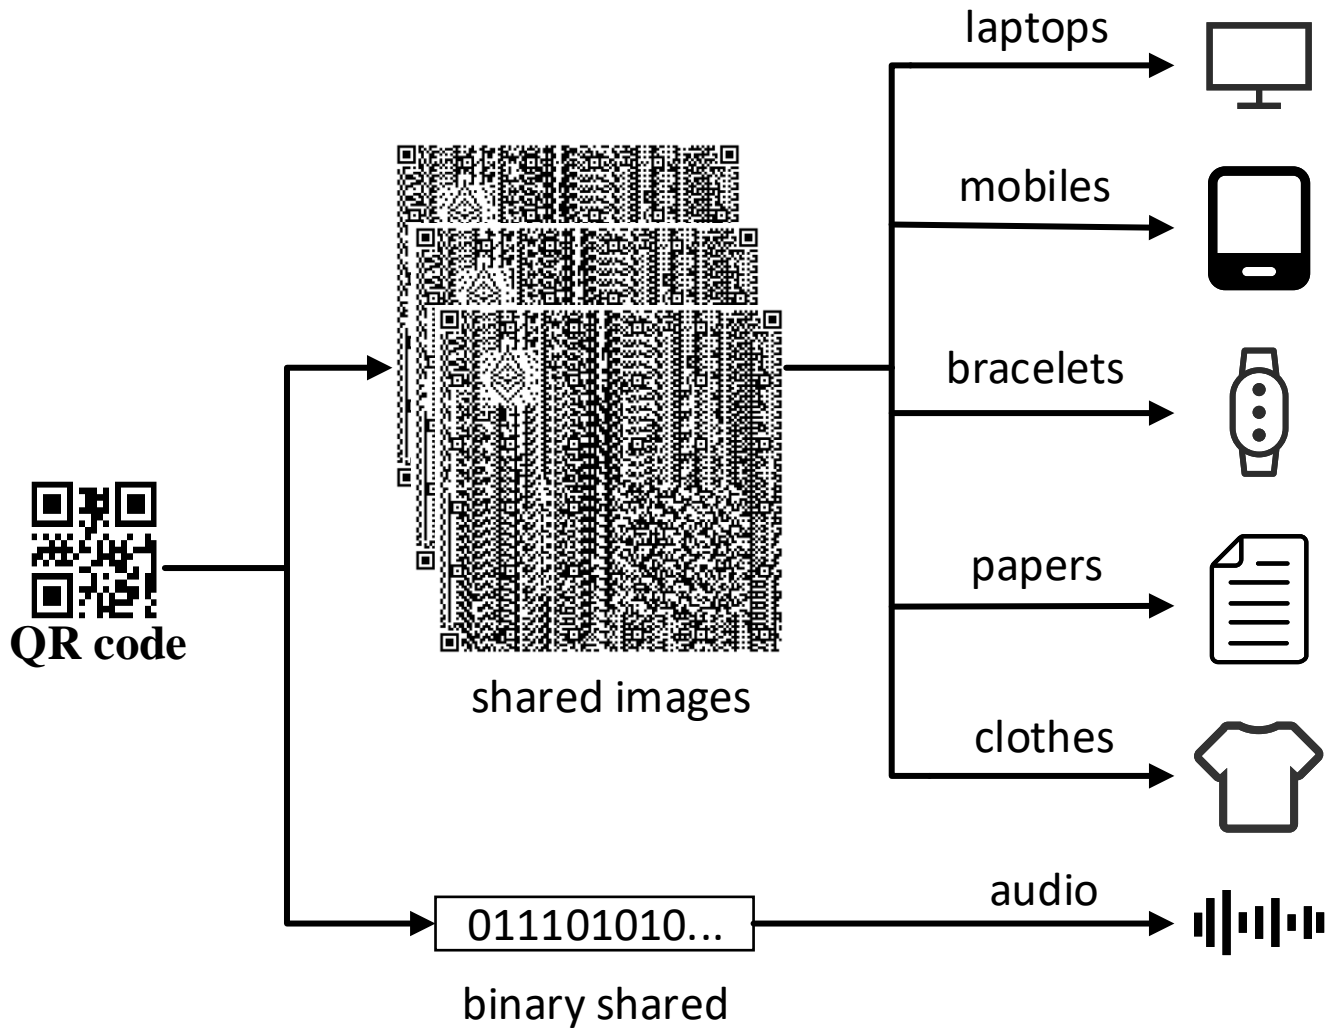 laptops
mobiles
bracelets
papers
QR code
shared images
clothes
audio
011101010...
binary shared